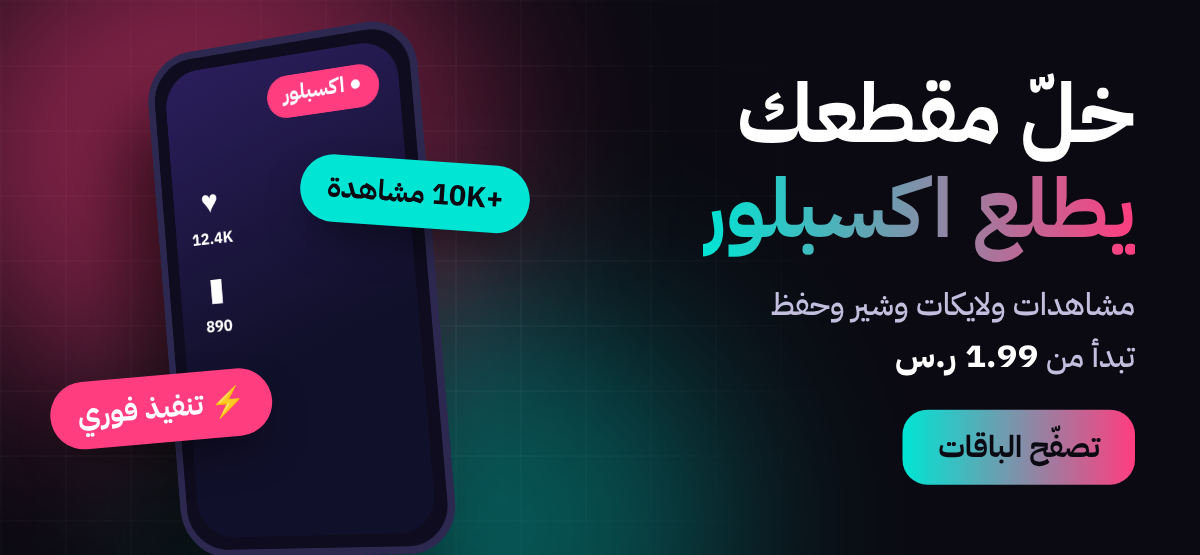 خلّ مقطعك
يطلع اكسبلور
مشاهدات ولايكات وشير وحفظ
تبدأ من 1.99 ر.س
تصفّح الباقات
اكسبلور
+10K مشاهدة
12.4K
890
⚡ تنفيذ فوري